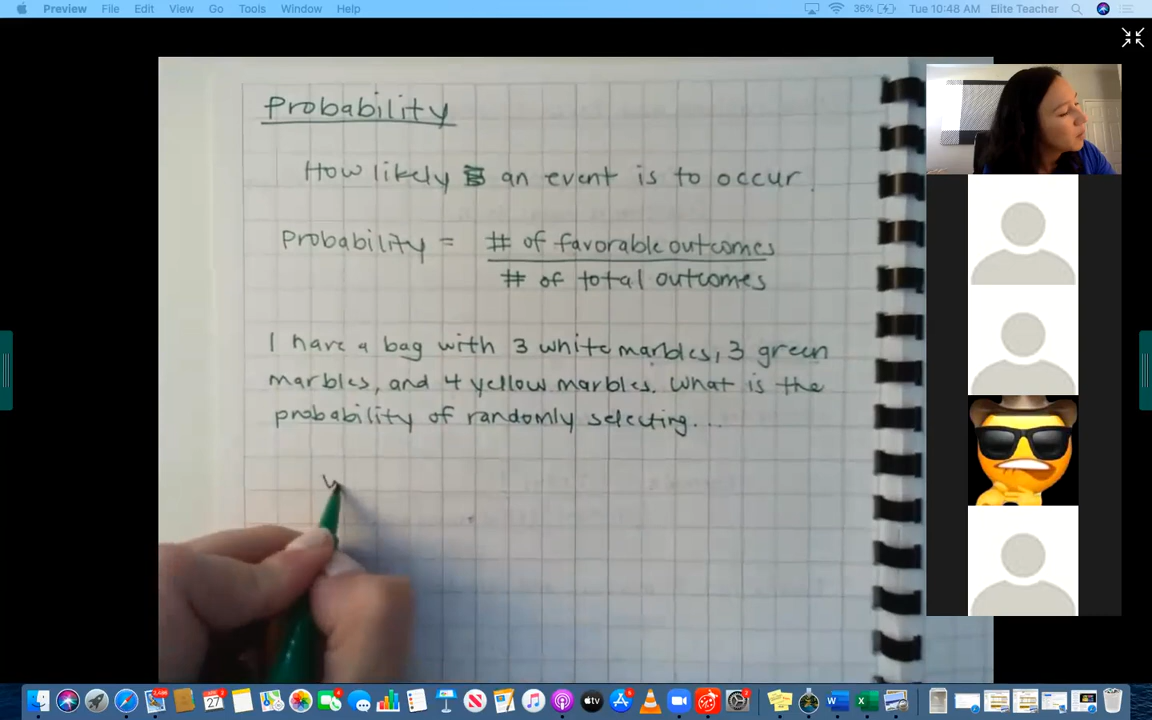 Preview File Edit View Go Tools Window Help 36% Tue 10:48 AM Elite Teacher
Probability
How likely an event is to occur.
Probability = # of favorable outcomes
# of total outcomes
I have a bag with 3 white marbles, 3 green
marbles, and 4 yellow marbles. What is the
probability of randomly selecting...